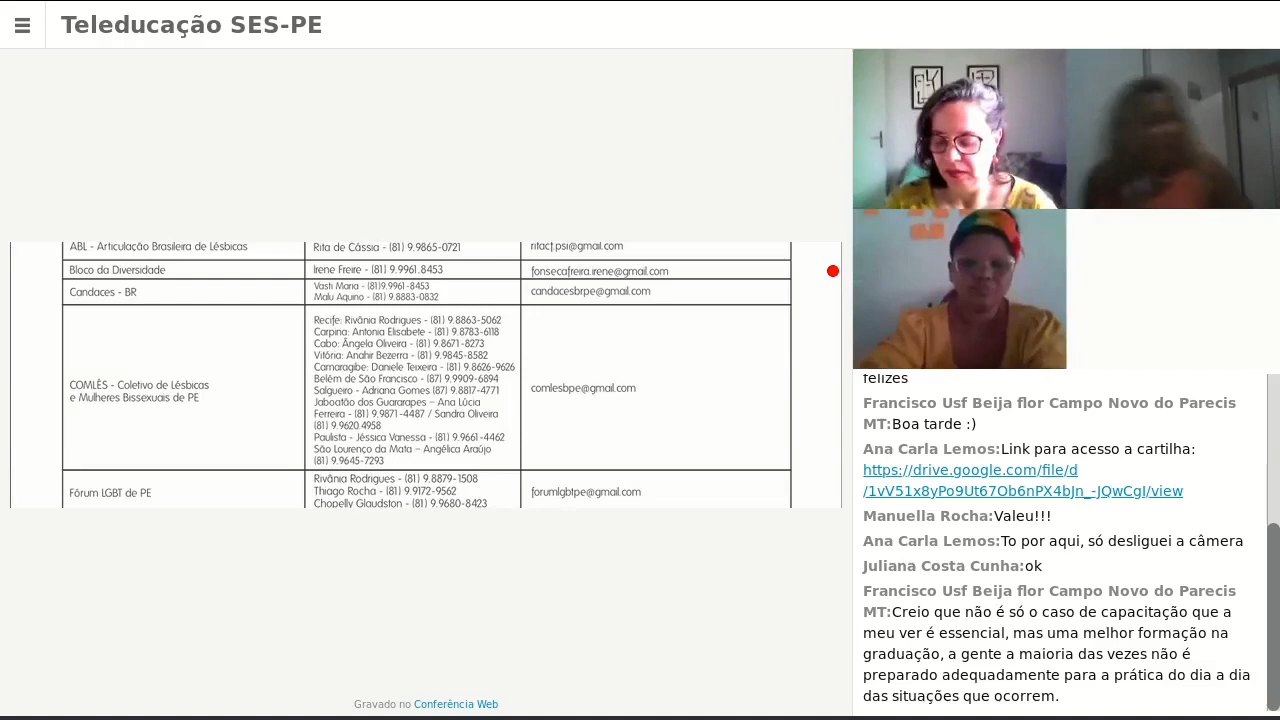 Teleducação SES-PE
ABL - Articulação Brasileira de Lésbicas
Rita de Cássia - (81) 9.9865-0721
ritacf.psi@gmail.com
Bloco da Diversidade
Irene Freire - (81) 9.9961.8453
fonsecafreira.irene@gmail.com
Candaces - BR
Vasti Maria - (81)9.9961-8453
Malu Aquino - (81) 9.8883-0832
candacesbrpe@gmail.com
COMLÉS - Coletivo de Lésbicas
e Mulheres Bissexuais de PE
Recife: Rivânia Rodrigues - (81) 9.8863-5062
Carpina: Antonia Elisabete - (81) 9.8783-6118
Cabo: Ângela Oliveira - (81) 9.8671-8273
Vitória: Anahir Bezerra - (81) 9.9845-8582
Camaragibe: Daniele Teixeira - (81) 9.8626-9626
Belém de São Francisco - (87) 9.9909-6894
Salgueiro - Adriana Gomes (87) 9.8817-4771
Jaboatão dos Guararapes – Ana Lúcia
Ferreira - (81) 9.9871-4487 / Sandra Oliveira
(81) 9.9620.4958
Paulista - Jéssica Vanessa - (81) 9.9661-4462
São Lourenço da Mata – Angélica Araújo
(81) 9.9645-7293
comlesbpe@gmail.com
Fórum LGBT de PE
Rivânia Rodrigues - (81) 9.8879-1508
Thiago Rocha - (81) 9.9172-9562
Chopelly Glaudston - (81) 9.9680-8423
forumlgbtpe@gmail.com
Gravado no Conferência Web
felizes
Francisco Usf Beija flor Campo Novo do Parecis
MT:Boa tarde :)
Ana Carla Lemos:Link para acesso a cartilha:
https://drive.google.com/file/d
/1vV51x8yPo9Ut67Ob6nPX4bJn_-JQwCgI/view
Manuella Rocha:Valeu!!!
Ana Carla Lemos:To por aqui, só desliguei a câmera
Juliana Costa Cunha:ok
Francisco Usf Beija flor Campo Novo do Parecis
MT:Creio que não é só o caso de capacitação que a
meu ver é essencial, mas uma melhor formação na
graduação, a gente a maioria das vezes não é
preparado adequadamente para a prática do dia a dia
das situações que ocorrem.